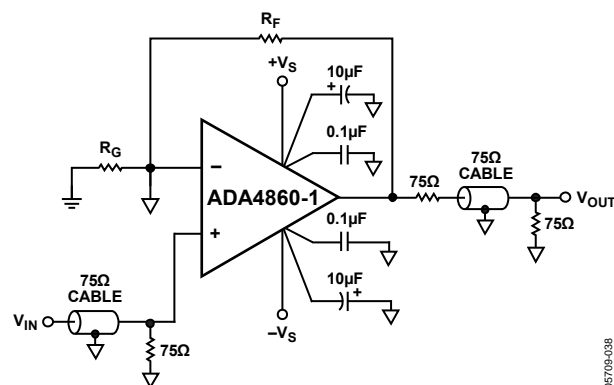 RF
+VS
10µF
+
0.1µF
RG
−
ADA4860-1
+
75Ω
75Ω
CABLE
VOUT
75Ω
0.1µF
10µF
+
−VS
75Ω
CABLE
VIN
75Ω
05709-038